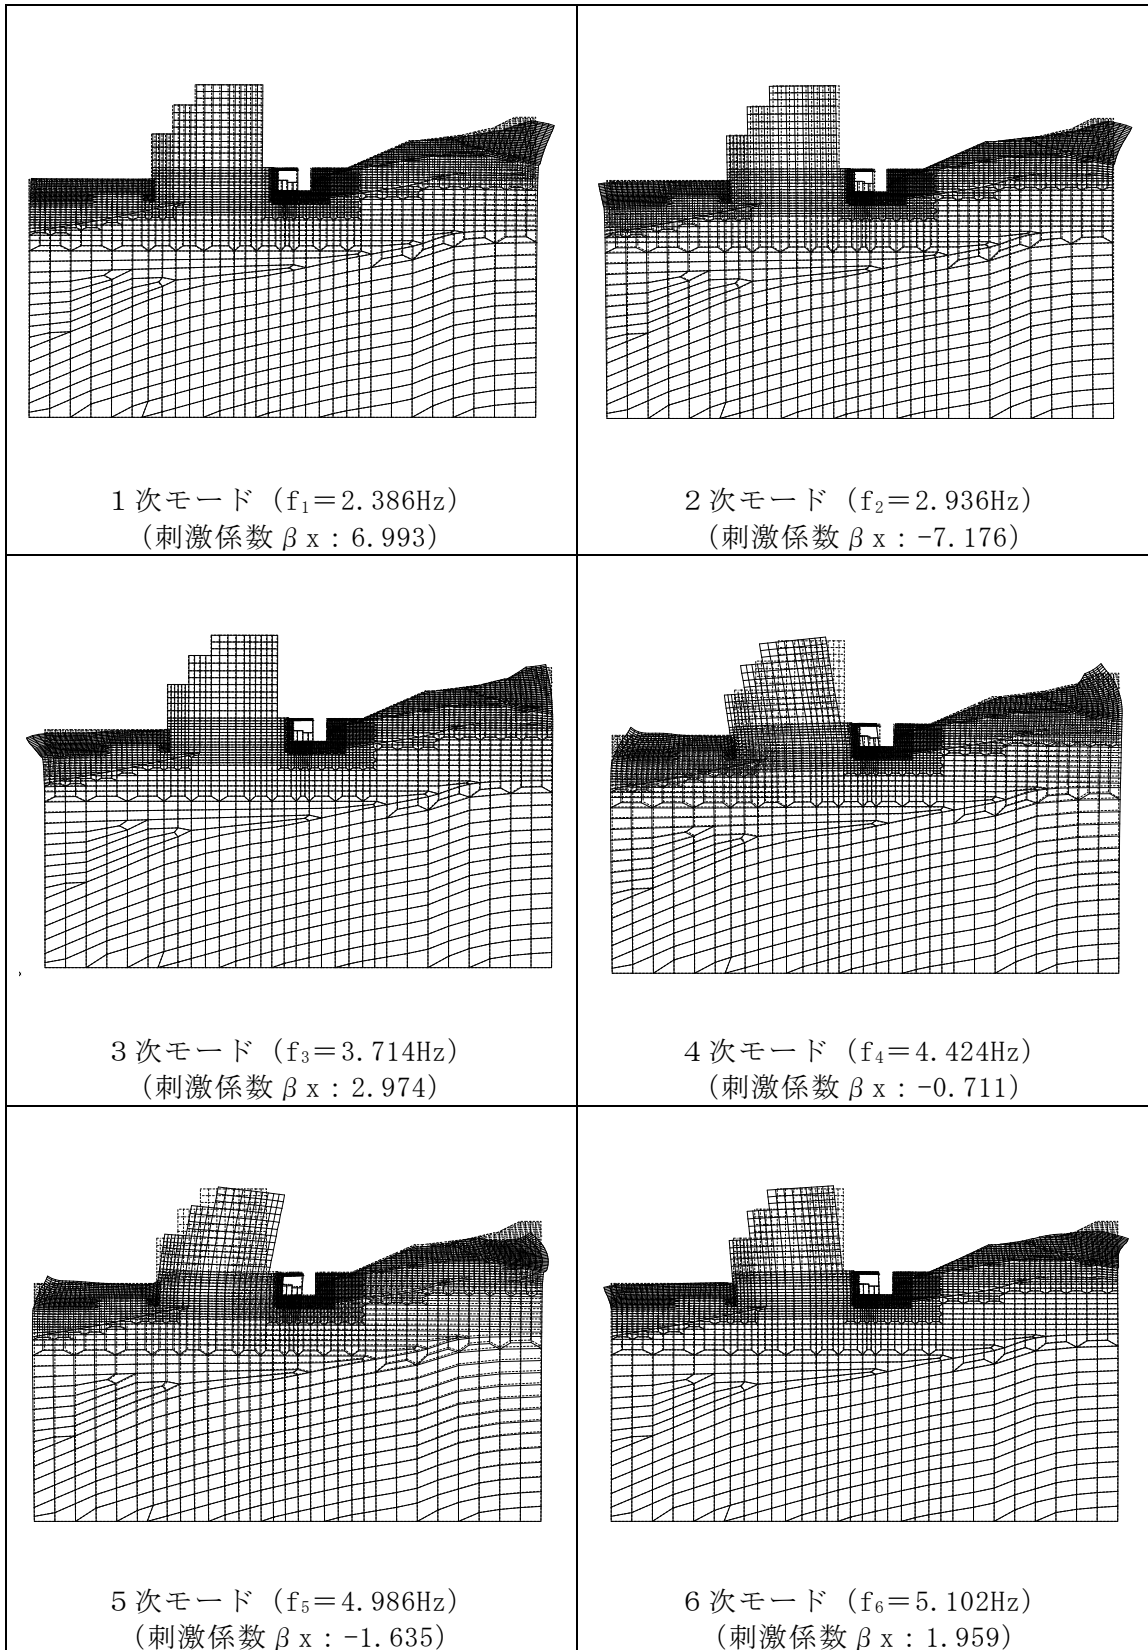 1次モード (f₁＝2.386Hz)
(刺激係数βx：6.993)
2次モード (f₂＝2.936Hz)
(刺激係数βx：-7.176)
3次モード (f₃＝3.714Hz)
(刺激係数βx：2.974)
4次モード (f₄＝4.424Hz)
(刺激係数βx：-0.711)
5次モード (f₅＝4.986Hz)
(刺激係数βx：-1.635)
6次モード (f₆＝5.102Hz)
(刺激係数βx：1.959)